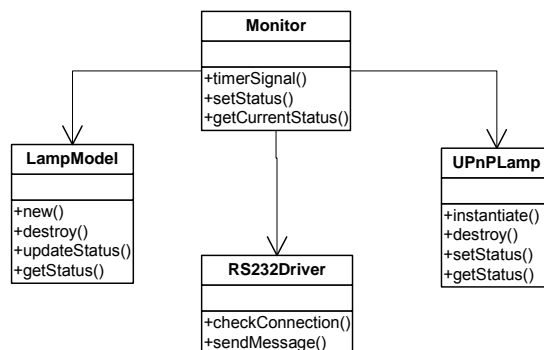 Monitor
+timerSignal()
+setStatus()
+getCurrentStatus()
LampModel
+new()
+destroy()
+updateStatus()
+getStatus()
RS232Driver
+checkConnection()
+sendMessage()
UPnPLamp
+instantiate()
+destroy()
+setStatus()
+getStatus()